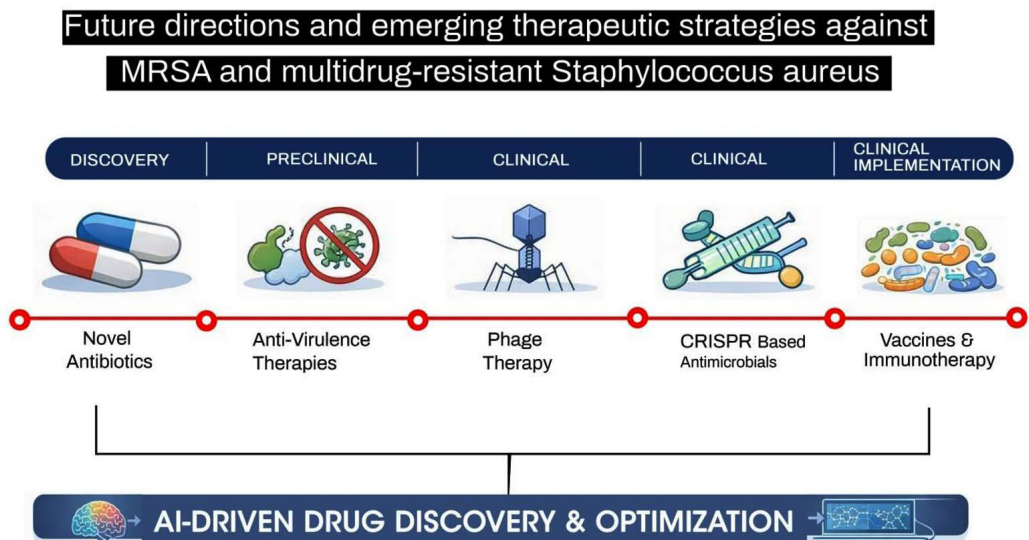 Future directions and emerging therapeutic strategies against
MRSA and multidrug-resistant Staphylococcus aureus
DISCOVERY
PRECLINICAL
CLINICAL
CLINICAL
CLINICAL
IMPLEMENTATION
Novel
Antibiotics
Anti-Virulence
Therapies
Phage
Therapy
CRISPR Based
Antimicrobials
Vaccines &
Immunotherapy
AI-DRIVEN DRUG DISCOVERY & OPTIMIZATION